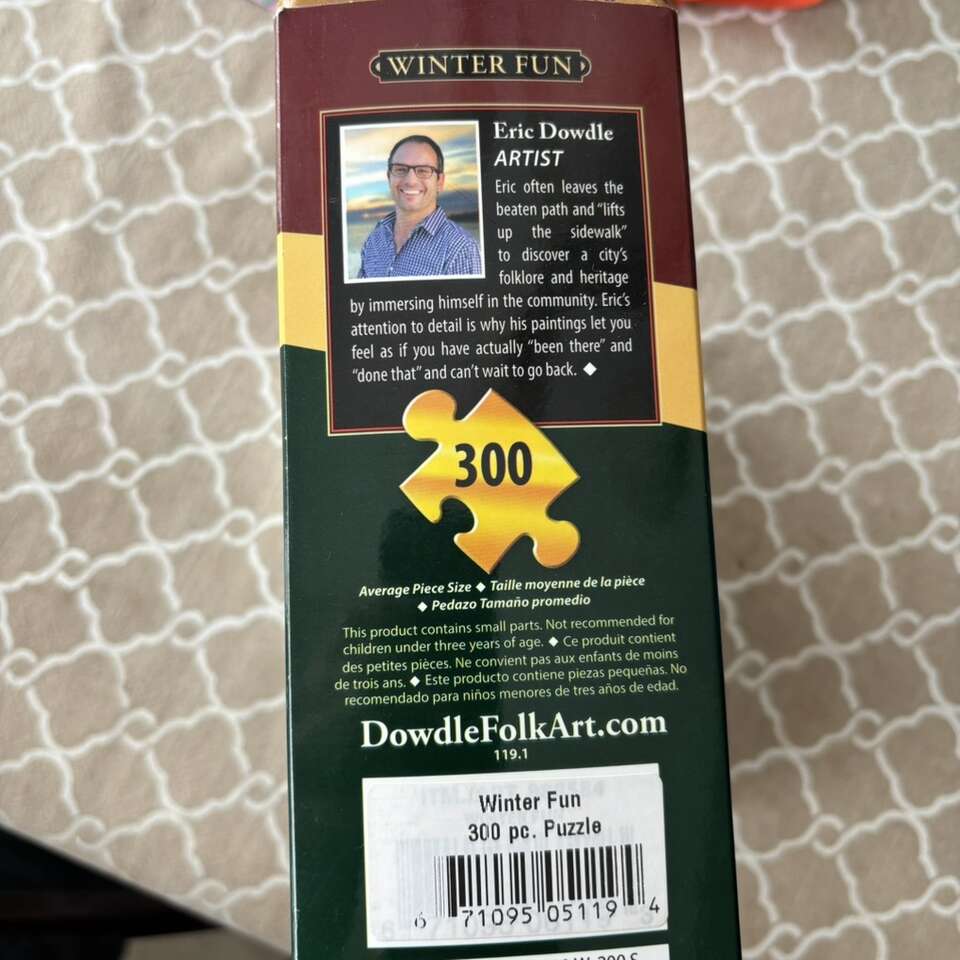 WINTER FUN
Eric Dowdle
ARTIST
Eric often leaves the
beaten path and "lifts
up the sidewalk"
to discover a city's
folklore and heritage
by immersing himself in the community. Eric's
attention to detail is why his paintings let you
feel as if you have actually "been there" and
"done that" and can't wait to go back. ◆
300
Average Piece Size ◆ Taille moyenne de la pièce
◆ Pedazo Tamaño promedio
This product contains small parts. Not recommended for
children under three years of age. ◆ Ce produit contient
des petites pièces. Ne convient pas aux enfants de moins
de trois ans. ◆ Este producto contiene piezas pequeñas. No
recomendado para niños menores de tres años de edad.
DowdleFolkArt.com
119.1
Winter Fun
300 pc. Puzzle
6 71095 05119 4